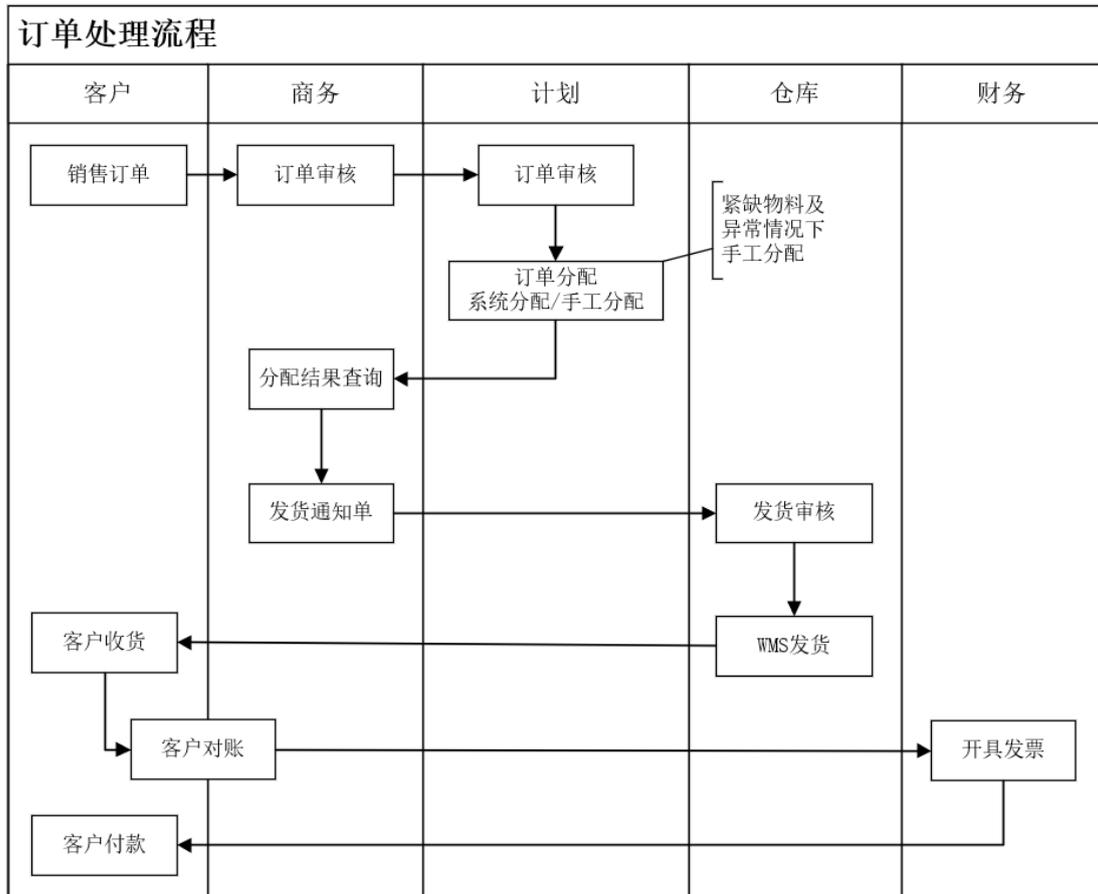 订单处理流程
客户
商务
计划
仓库
财务
销售订单
订单审核
订单审核
紧缺物料及
异常情况下
手工分配
订单分配
系统分配/手工分配
分配结果查询
发货通知单
发货审核
客户收货
WMS发货
客户对账
开具发票
客户付款